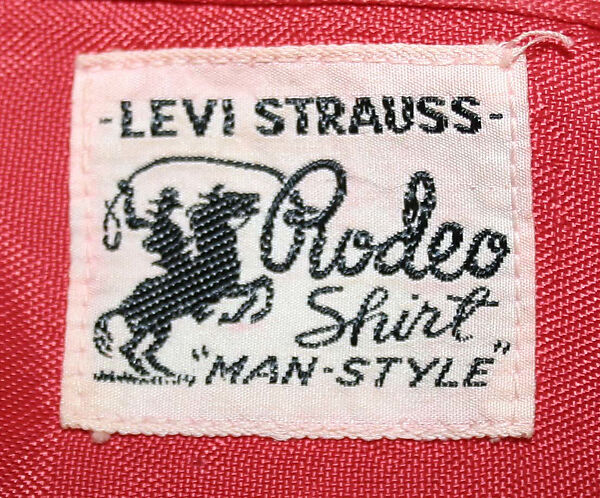 -LEVI STRAUSS-
Rodeo
Shirt
"MAN-STYLE"